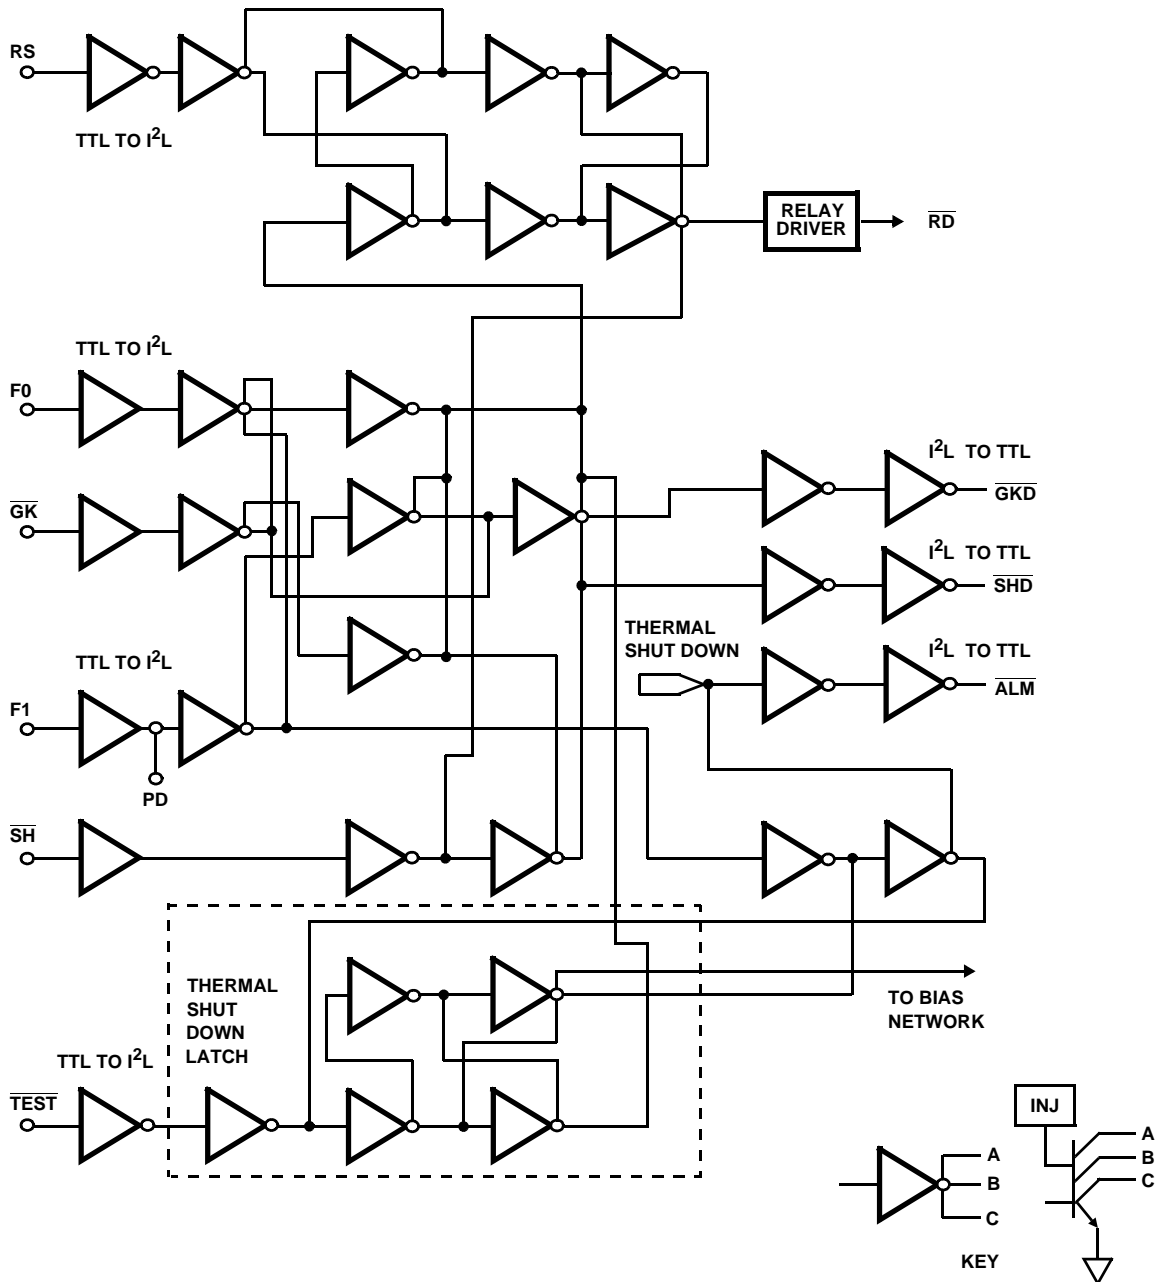 RS
TTL TO I²L
RELAY
DRIVER
RD
TTL TO I²L
F0
I²L TO TTL
GK
GKD
I²L TO TTL
SHD
THERMAL
SHUT DOWN
I²L TO TTL
TTL TO I²L
ALM
F1
PD
SH
THERMAL
SHUT
DOWN
LATCH
TO BIAS
NETWORK
TTL TO I²L
TEST
INJ
A
B
C
A
B
C
KEY